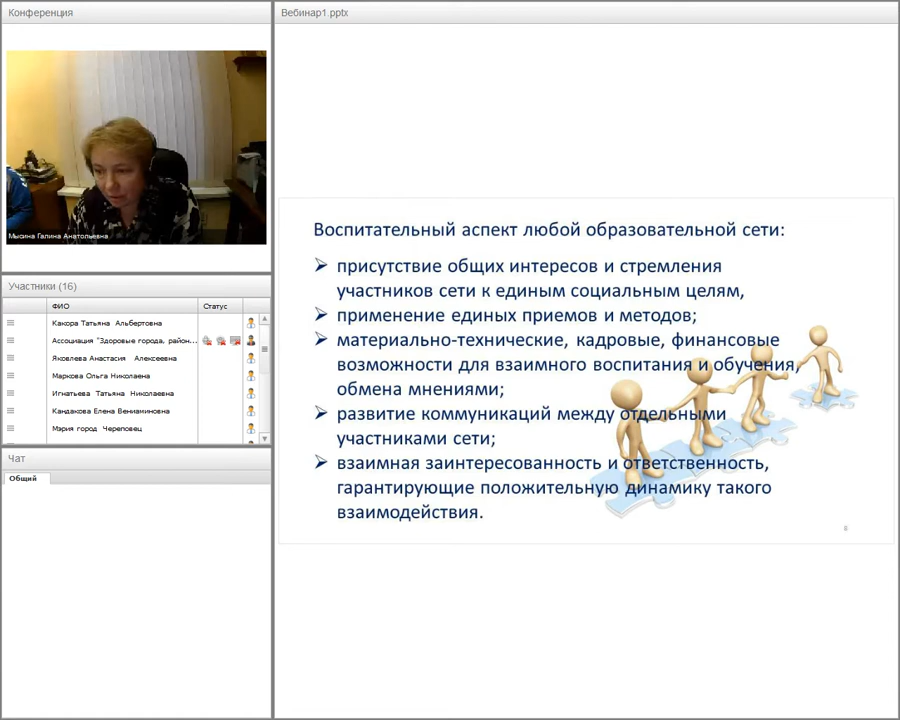 Конференция
Мысина Галина Анатольевна
Участники (16)
ФИО Статус
Какора Татьяна Альбертовна
Ассоциация "Здоровые города, район...
Яковлева Анастасия Алексеевна
Маркова Ольга Николаевна
Игнатьева Татьяна Николаевна
Кандакова Елена Вениаминовна
Мэрия город Череповец
Чат
Общий
Вебинар1.pptx
Воспитательный аспект любой образовательной сети:
➢ присутствие общих интересов и стремления
участников сети к единым социальным целям,
➢ применение единых приемов и методов;
➢ материально-технические, кадровые, финансовые
возможности для взаимного воспитания и обучения,
обмена мнениями;
➢ развитие коммуникаций между отдельными
участниками сети;
➢ взаимная заинтересованность и ответственность,
гарантирующие положительную динамику такого
взаимодействия.